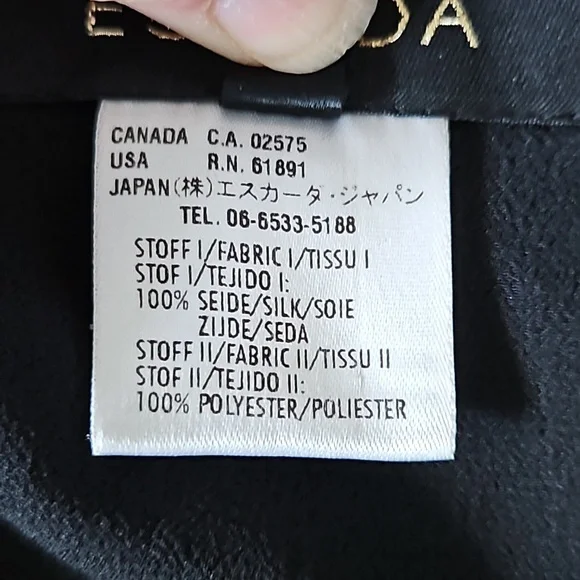 CANADA C.A. 02575
USA R.N. 61891
JAPAN(株)エスカーダ・ジャパン
TEL. 06-6533-5188
STOFF I/FABRIC I/TISSU I
STOF I/TEJIDO I:
100% SEIDE/SILK/SOIE
ZIJDE/SEDA
STOFF II/FABRIC II/TISSU II
STOF II/TEJIDO II:
100% POLYESTER/POLIESTER